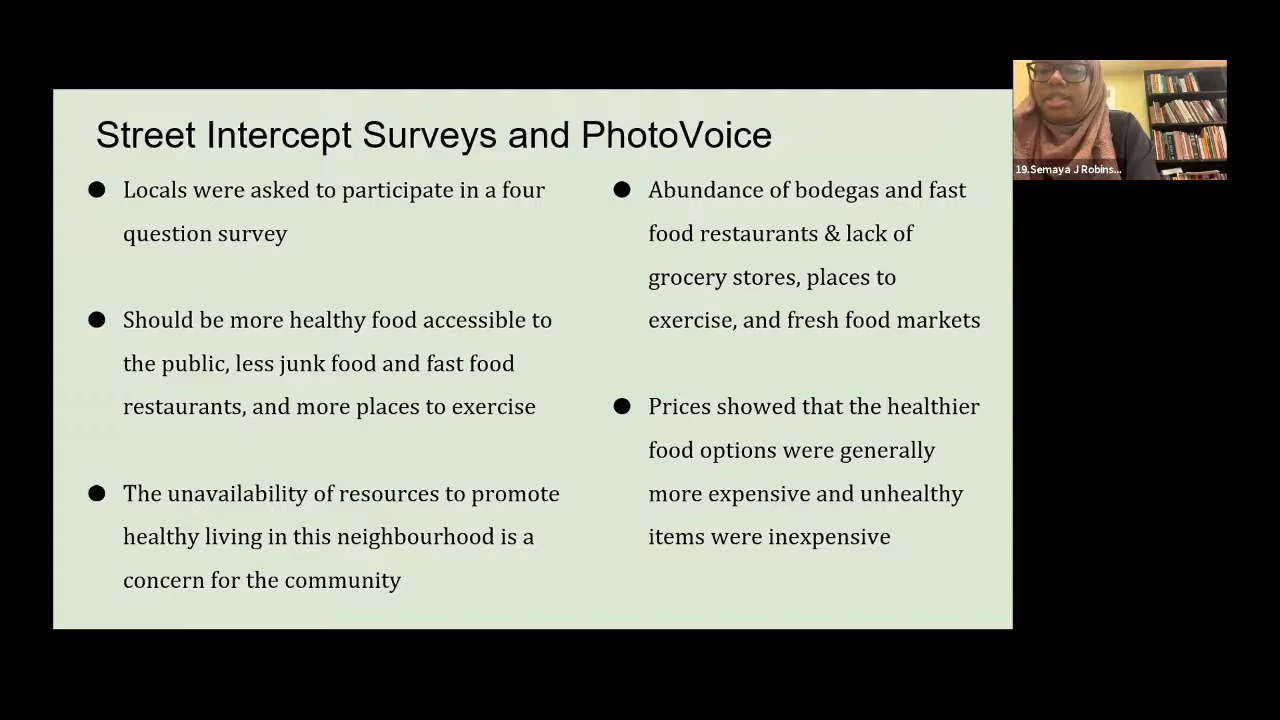 Street Intercept Surveys and PhotoVoice
● Locals were asked to participate in a four
question survey
● Should be more healthy food accessible to
the public, less junk food and fast food
restaurants, and more places to exercise
● The unavailability of resources to promote
healthy living in this neighbourhood is a
concern for the community
● Abundance of bodegas and fast
food restaurants & lack of
grocery stores, places to
exercise, and fresh food markets
● Prices showed that the healthier
food options were generally
more expensive and unhealthy
items were inexpensive
19.Semaya J Robins...